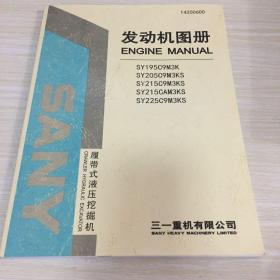 14200600
发动机图册
ENGINE MANUAL
SY195C9M3K
SY205C9M3KS
SY215C9M3KS
SY215CAM3KS
SY225C9M3KS
SANY
履带式液压挖掘机
CRAWLER HYDRAULIC EXCAVATOR
三一重机有限公司
SANY HEAVY MACHINERY LIMITED